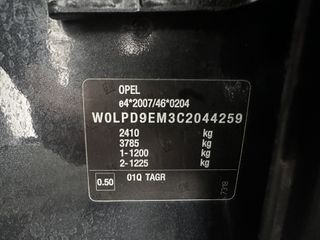 OPEL
e4*2007/46*0204
W0LPD9EM3C2044259
2410 kg
3785 kg
1-1200 kg
2-1225 kg
0.50 01Q TAGR
7318